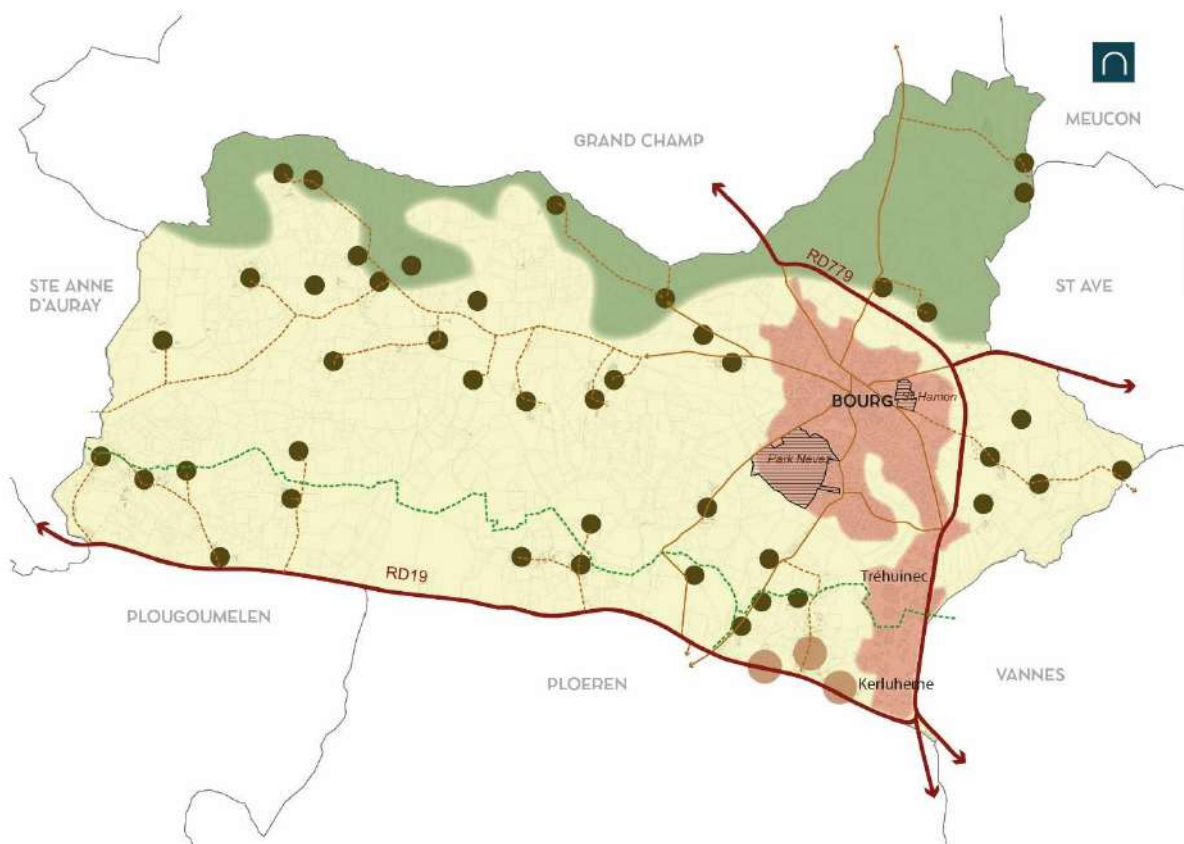 MEUCON
GRAND CHAMP
RD779
STE ANNE
D'AURAY
ST AVE
BOURG
St Hamon
Park Nevez
Tréhuinec
RD19
PLOUGOUMELEN
PLOEREN
Kerluherne
VANNES